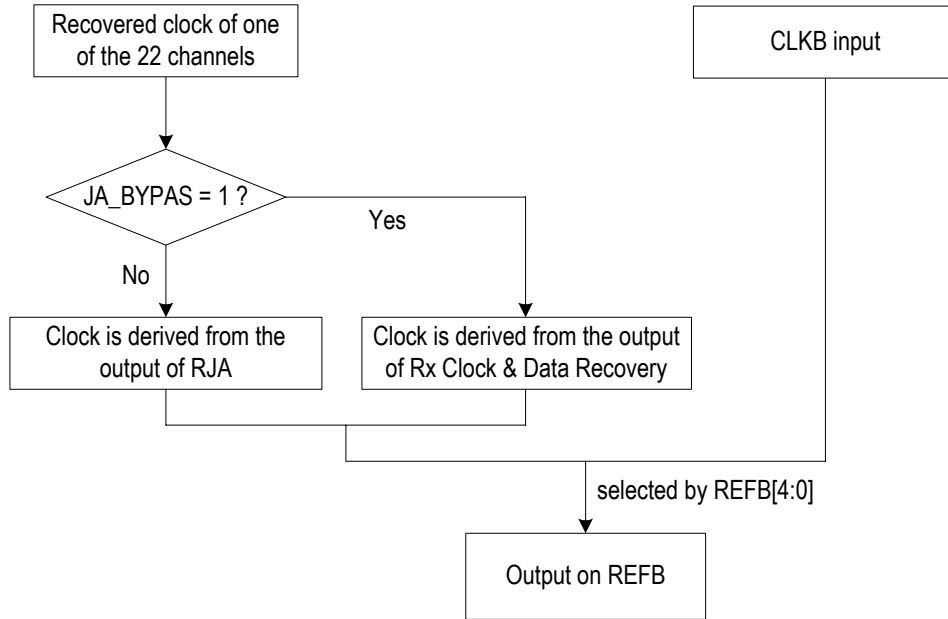 Recovered clock of one
of the 22 channels
CLKB input
JA_BYPAS = 1 ?
Yes
No
Clock is derived from the
output of RJA
Clock is derived from the output
of Rx Clock & Data Recovery
selected by REFB[4:0]
Output on REFB